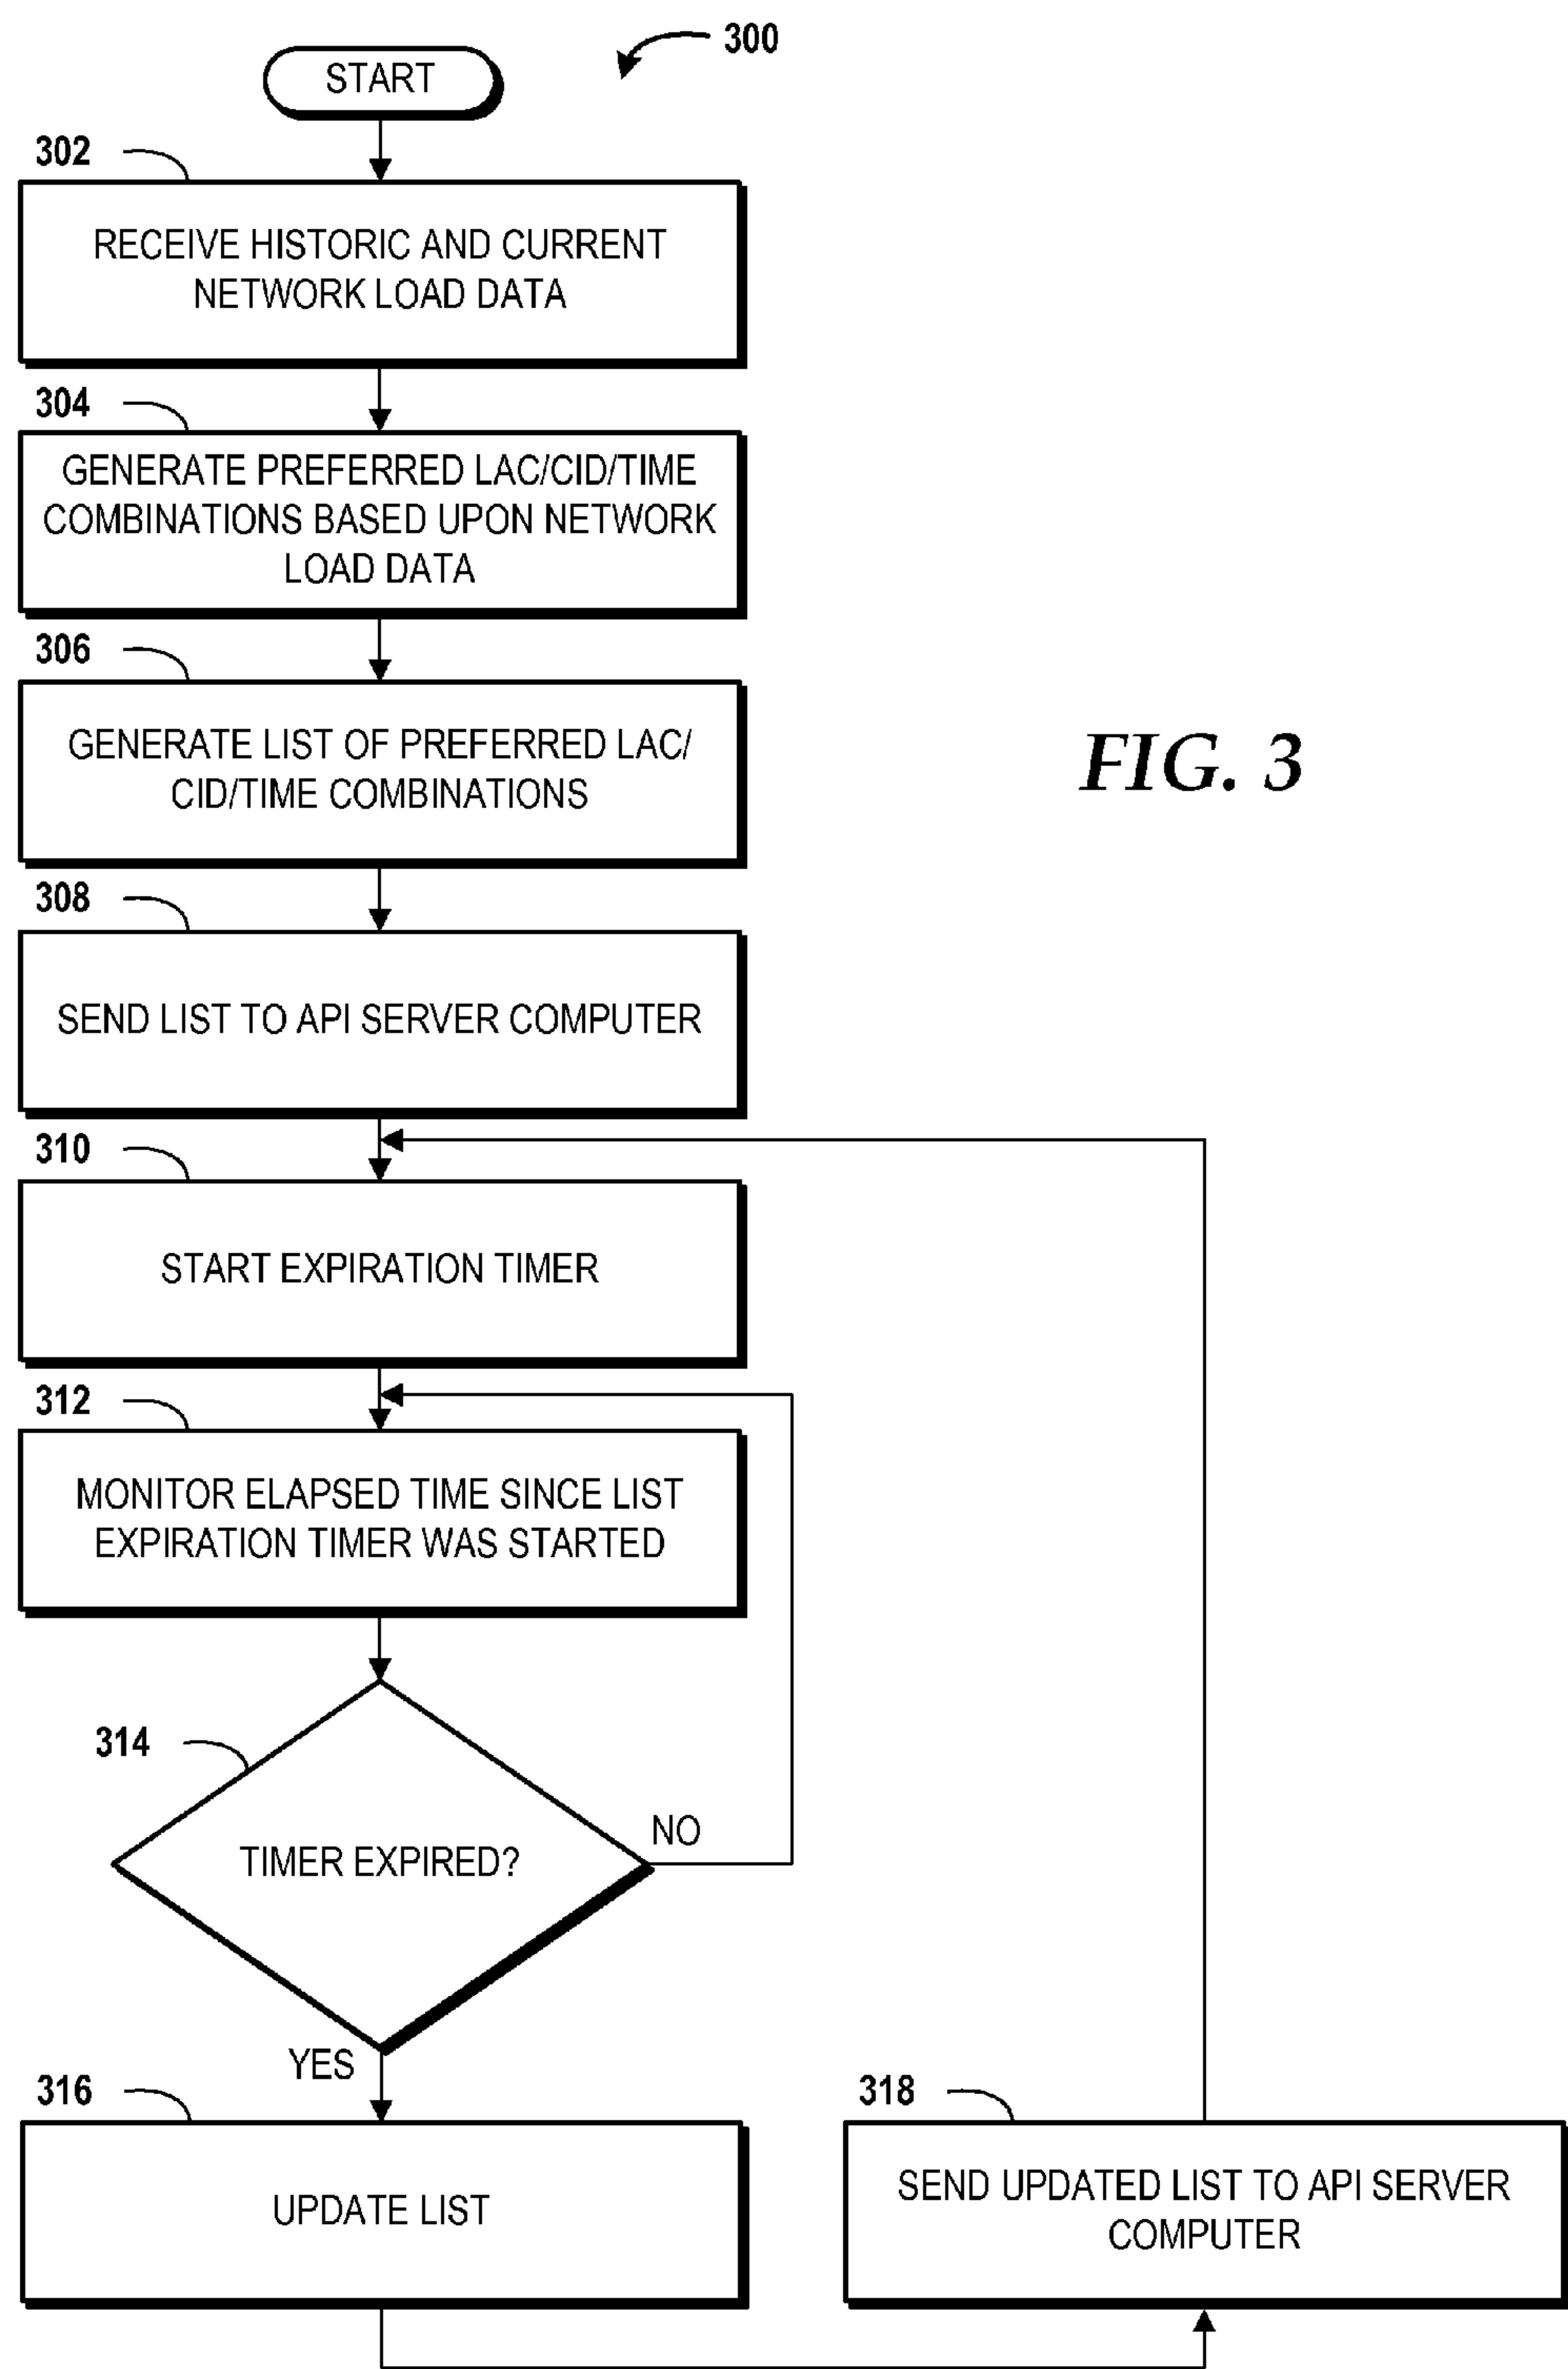 300
START
302
RECEIVE HISTORIC AND CURRENT
NETWORK LOAD DATA
304
GENERATE PREFERRED LAC/CID/TIME
COMBINATIONS BASED UPON NETWORK
LOAD DATA
306
GENERATE LIST OF PREFERRED LAC/
CID/TIME COMBINATIONS
FIG. 3
308
SEND LIST TO API SERVER COMPUTER
310
START EXPIRATION TIMER
312
MONITOR ELAPSED TIME SINCE LIST
EXPIRATION TIMER WAS STARTED
314
TIMER EXPIRED?
NO
YES
316
UPDATE LIST
318
SEND UPDATED LIST TO API SERVER
COMPUTER